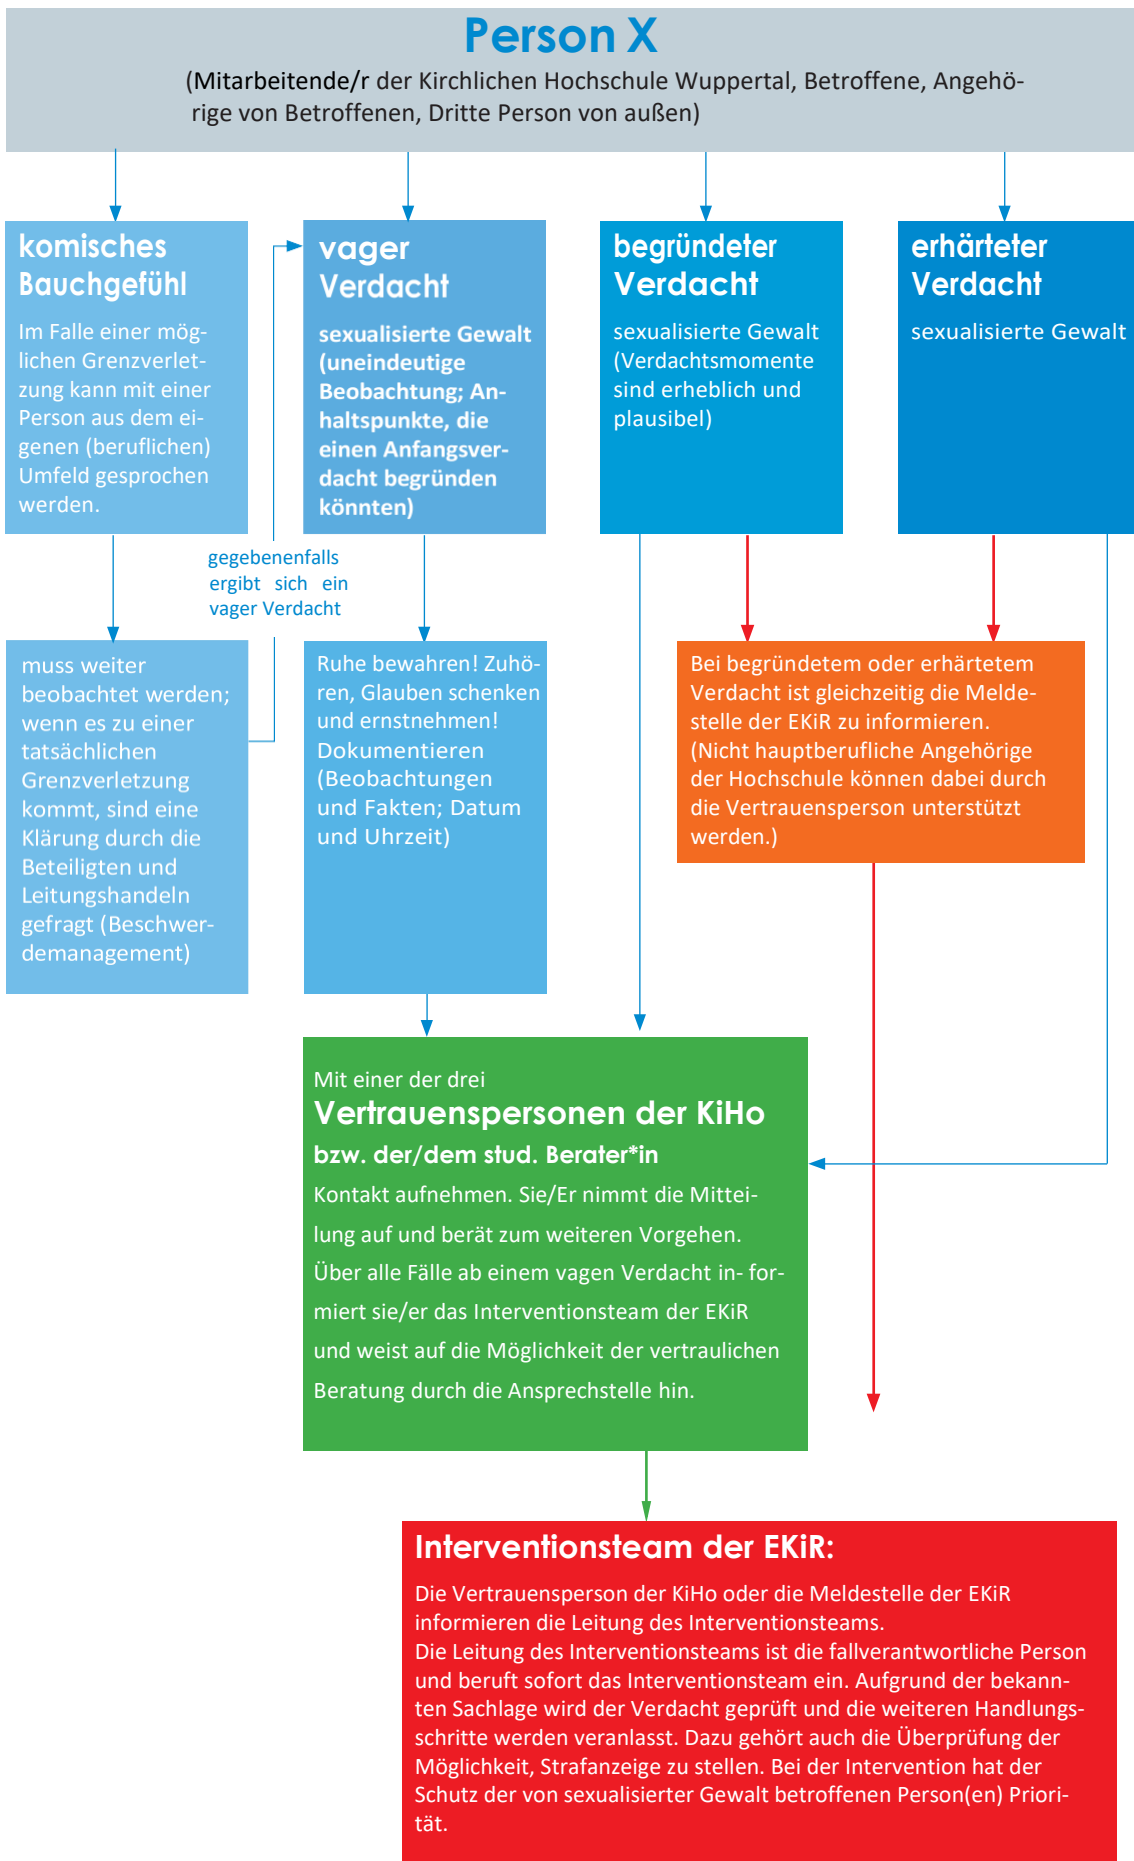 Person X
(Mitarbeitende/r der Kirchlichen Hochschule Wuppertal, Betroffene, Angehö-
rige von Betroffenen, Dritte Person von außen)
komisches
Bauchgefühl
Im Falle einer mög-
lichen Grenzverlet-
zung kann mit einer
Person aus dem ei-
genen (beruflichen)
Umfeld gesprochen
werden.
vager
Verdacht
sexualisierte Gewalt
(uneindeutige
Beobachtung; An-
haltspunkte, die
einen Anfangsver-
dacht begründen
könnten)
begründeter
Verdacht
sexualisierte Gewalt
(Verdachtsmomente
sind erheblich und
plausibel)
erhärteter
Verdacht
sexualisierte Gewalt
gegebenenfalls
ergibt sich ein
vager Verdacht
muss weiter
beobachtet werden;
wenn es zu einer
tatsächlichen
Grenzverletzung
kommt, sind eine
Klärung durch die
Beteiligten und
Leitungshandeln
gefragt (Beschwer-
demanagement)
Ruhe bewahren! Zuhö-
ren, Glauben schenken
und ernstnehmen!
Dokumentieren
(Beobachtungen
und Fakten; Datum
und Uhrzeit)
Bei begründetem oder erhärtetem
Verdacht ist gleichzeitig die Melde-
stelle der EKiR zu informieren.
(Nicht hauptberufliche Angehörige
der Hochschule können dabei durch
die Vertrauensperson unterstützt
werden.)
Mit einer der drei
Vertrauenspersonen der KiHo
bzw. der/dem stud. Berater*in
Kontakt aufnehmen. Sie/Er nimmt die Mittei-
lung auf und berät zum weiteren Vorgehen.
Über alle Fälle ab einem vagen Verdacht in- for-
miert sie/er das Interventionsteam der EKiR
und weist auf die Möglichkeit der vertraulichen
Beratung durch die Ansprechstelle hin.
Interventionsteam der EKiR:
Die Vertrauensperson der KiHo oder die Meldestelle der EKiR
informieren die Leitung des Interventionsteams.
Die Leitung des Interventionsteams ist die fallverantwortliche Person
und beruft sofort das Interventionsteam ein. Aufgrund der bekann-
ten Sachlage wird der Verdacht geprüft und die weiteren Handlungs-
schritte werden veranlasst. Dazu gehört auch die Überprüfung der
Möglichkeit, Strafanzeige zu stellen. Bei der Intervention hat der
Schutz der von sexualisierter Gewalt betroffenen Person(en) Priori-
tät.